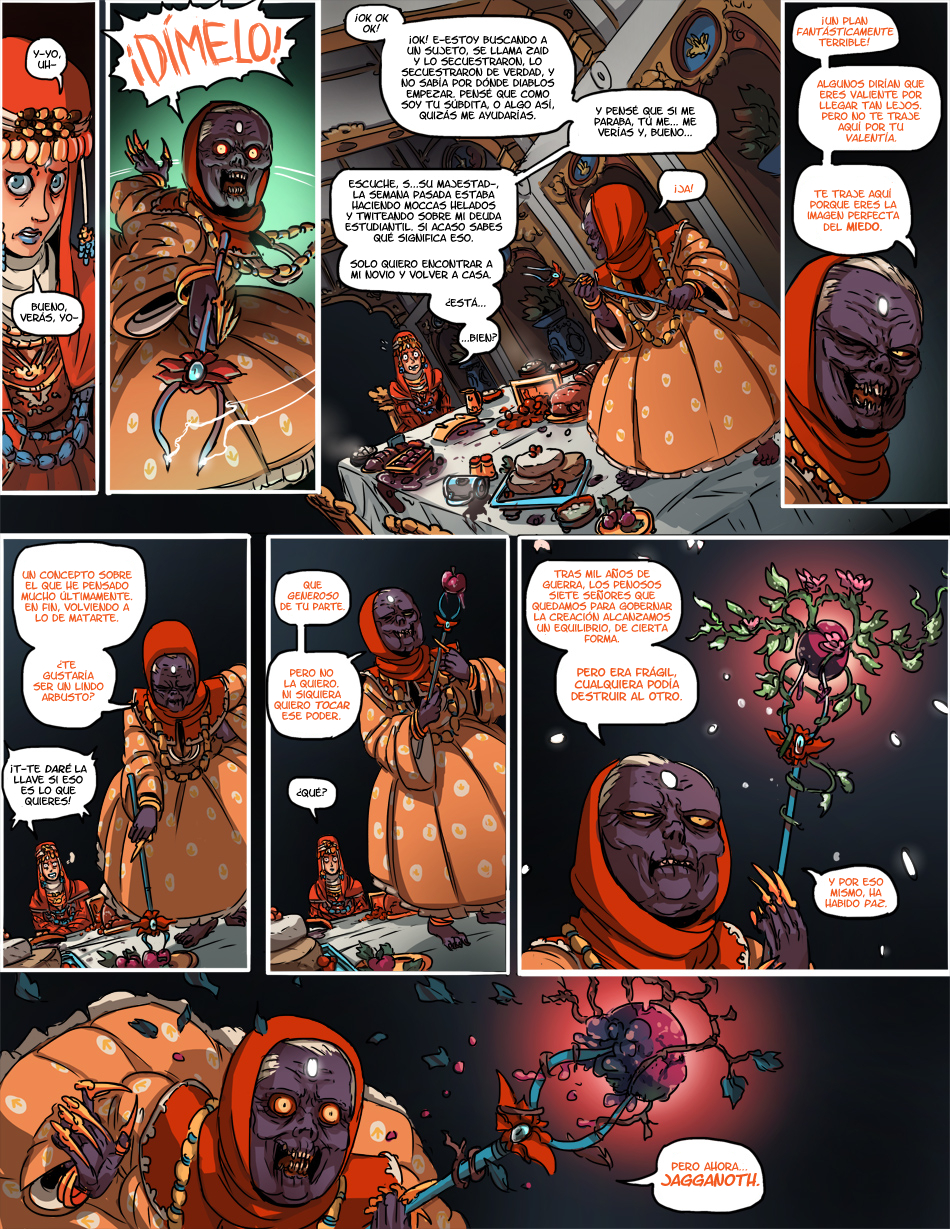 Y-YO,
UH-
BUENO,
VERÁS, YO-
¡DÍMELO!
¡OK OK
OK!
¡OK! E-ESTOY BUSCANDO A
UN SUJETO, SE LLAMA ZAID
Y LO SECUESTRARON, LO
SECUESTRARON DE VERDAD, Y
NO SABÍA POR DÓNDE DIABLOS
EMPEZAR. PENSÉ QUE COMO
SOY TU SÚBDITA, O ALGO ASÍ,
QUIZÁS ME AYUDARÍAS.
Y PENSÉ QUE SI ME
PARABA, TÚ ME... ME
VERÍAS Y, BUENO...
ESCUCHE, S...SU MAJESTAD-,
LA SEMANA PASADA ESTABA
HACIENDO MOCCAS HELADOS
Y TWITEANDO SOBRE MI DEUDA
ESTUDIANTIL. SI ACASO SABES
QUÉ SIGNIFICA ESO.
SOLO QUIERO ENCONTRAR A
MI NOVIO Y VOLVER A CASA.
¿ESTÁ...
...BIEN?
¡JA!
¡UN PLAN
FANTÁSTICAMENTE
TERRIBLE!
ALGUNOS DIRÍAN QUE
ERES VALIENTE POR
LLEGAR TAN LEJOS.
PERO NO TE TRAJE
AQUÍ POR TU
VALENTÍA.
TE TRAJE AQUÍ
PORQUE ERES LA
IMAGEN PERFECTA
DEL MIEDO.
UN CONCEPTO SOBRE
EL QUE HE PENSADO
MUCHO ÚLTIMAMENTE.
EN FIN, VOLVIENDO A
LO DE MATARTE.
¿TE
GUSTARÍA
SER UN LINDO
ARBUSTO?
¡T-TE DARÉ LA
LLAVE SI ESO
ES LO QUE
QUIERES!
QUE
GENEROSO
DE TU PARTE.
PERO NO
LA QUIERO.
NI SIQUIERA
QUIERO TOCAR
ESE PODER.
¿QUÉ?
TRAS MIL AÑOS DE
GUERRA, LOS PENOSOS
SIETE SEÑORES QUE
QUEDAMOS PARA GOBERNAR
LA CREACIÓN ALCANZAMOS
UN EQUILIBRIO, DE CIERTA
FORMA.
PERO ERA FRÁGIL,
CUALQUIERA PODÍA
DESTRUIR AL OTRO.
Y POR ESO
MISMO, HA
HABIDO PAZ.
PERO AHORA...
JAGGANOTH.